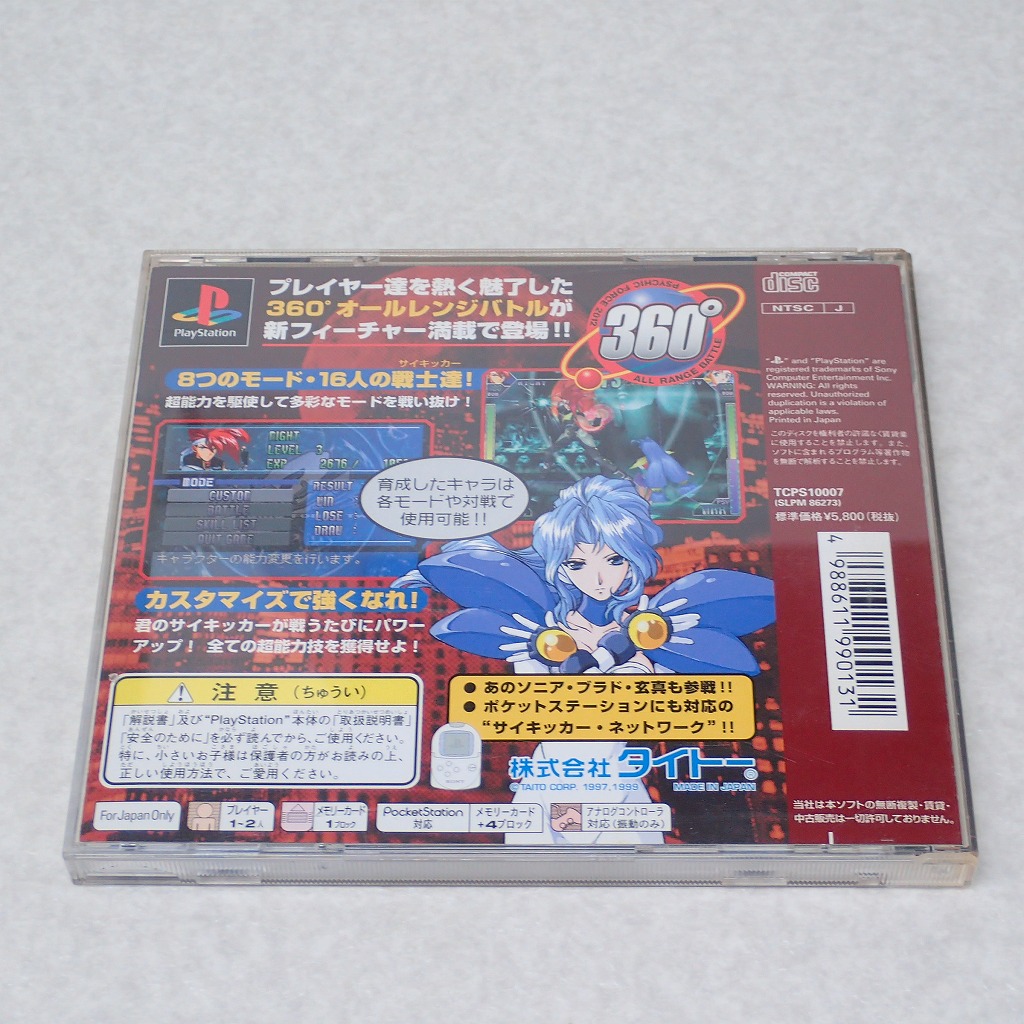 PlayStation
プレイヤー達を熱く魅了した
360°オールレンジバトルが
新フィーチャー満載で登場!!
PSYCHIC FORCE 2012
360°
ALL RANGE BATTLE
サイキッカー
8つのモード・16人の戦士達!
超能力を駆使して多彩なモードを戦い抜け!
LEVEL 3
EXP 2676 /
MODE
CUSTOM
BATTLE
SKILL LIST
QUIT GAME
RESULT
WIN
LOSE
DRAW
キャラクターの能力変更を行います。
育成したキャラは
各モードや対戦で
使用可能!!
カスタマイズで強くなれ!
君のサイキッカーが戦うたびにパワー
アップ! 全ての超能力技を獲得せよ!
注意(ちゅうい)
「解説書」及び“PlayStation”本体の「取扱説明書」
「安全のために」を必ず読んでから、ご使用ください。
特に、小さいお子様は保護者の方がお読みの上、
正しい使用方法で、ご愛用ください。
● あのソニア・ブラド・玄真も参戦!!
● ポケットステーションにも対応の
“サイキッカー・ネットワーク”!!
株式会社 タイトー®
©TAITO CORP. 1997,1999
MADE IN JAPAN
For Japan Only
プレイヤー
1~2人
メモリーカード
1ブロック
PocketStation
対応
メモリーカード
+4ブロック
アナログコントローラ
対応(振動のみ)
COMPACT
disc
NTSC J
"PS" and "PlayStation" are
registered trademarks of Sony
Computer Entertainment Inc.
WARNING: All rights
reserved. Unauthorized
duplication is a violation of
applicable laws.
Printed in Japan
このディスクを権利者の許諾なく賃貸業
に使用することを禁止します。また、
ソフトに含まれるプログラム等著作物
を無断で解析することを禁止します。
TCPS10007
(SLPM 86273)
標準価格¥5,800(税抜)
4 988611 990131
当社は本ソフトの無断複製・賃貸・
中古販売は一切許可しておりません。